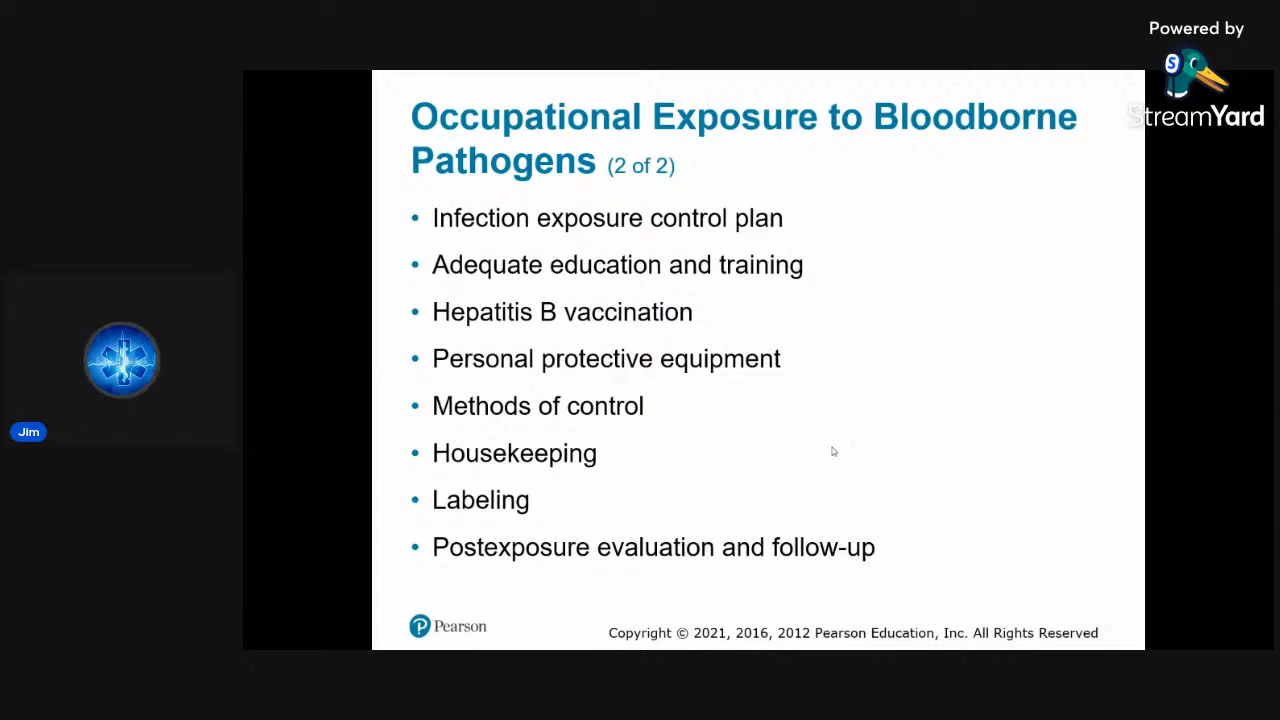 Powered by
StreamYard
Occupational Exposure to Bloodborne
Pathogens (2 of 2)
• Infection exposure control plan
• Adequate education and training
• Hepatitis B vaccination
• Personal protective equipment
• Methods of control
• Housekeeping
• Labeling
• Postexposure evaluation and follow-up
Jim
Pearson
Copyright © 2021, 2016, 2012 Pearson Education, Inc. All Rights Reserved